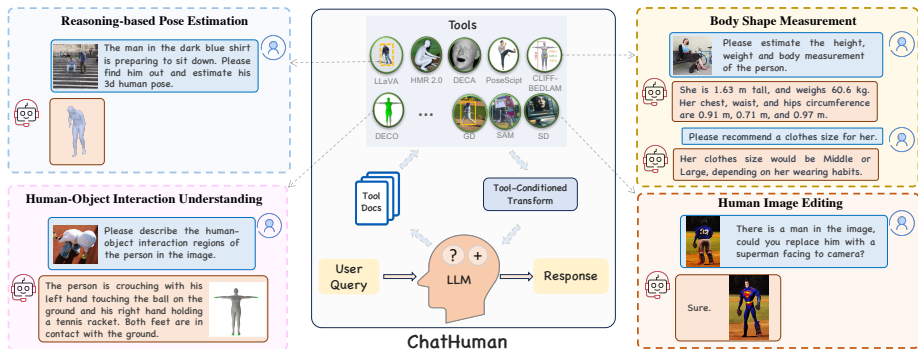 Reasoning-based Pose Estimation
The man in the dark blue shirt
is preparing to sit down. Please
find him out and estimate his
3d human pose.
Human-Object Interaction Understanding
Please describe the human-
object interaction regions of
the person in the image.
The person is crouching with his
left hand touching the ball on the
ground and his right hand holding
a tennis racket. Both feet are in
contact with the ground.
Tools
LLaVA
HMR 2.0
DECA
PoseScipt
CLIFF-
BEDLAM
DECO
...
GD
SAM
SD
Tool
Docs
Tool-Conditioned
Transform
User
Query
? +
LLM
Response
ChatHuman
Body Shape Measurement
Please estimate the height,
weight and body measurement
of the person.
She is 1.63 m tall, and weighs 60.6 kg.
Her chest, waist, and hips circumference
are 0.91 m, 0.71 m, and 0.97 m.
Please recommend a clothes size for her.
Her clothes size would be Middle or
Large, depending on her wearing habits.
Human Image Editing
There is a man in the image,
could you replace him with a
superman facing to camera?
Sure.